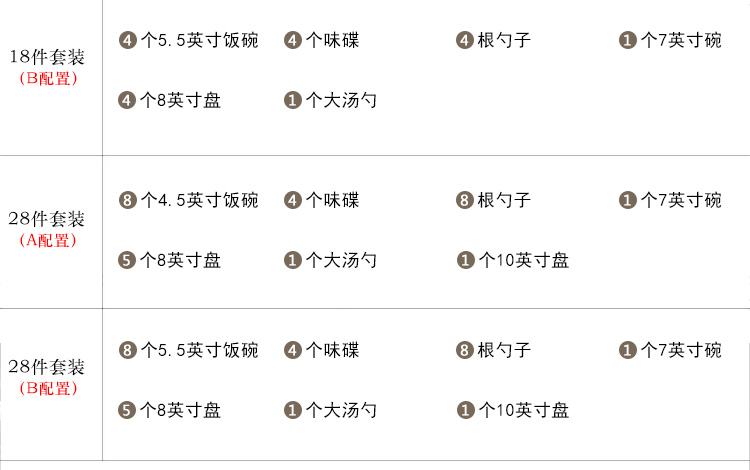 18件套装
（B配置）
4 个5.5英寸饭碗 4 个味碟 4 根勺子 1 个7英寸碗
4 个8英寸盘 1 个大汤勺
28件套装
（A配置）
8 个4.5英寸饭碗 4 个味碟 8 根勺子 1 个7英寸碗
5 个8英寸盘 1 个大汤勺 1 个10英寸盘
28件套装
（B配置）
8 个5.5英寸饭碗 4 个味碟 8 根勺子 1 个7英寸碗
5 个8英寸盘 1 个大汤勺 1 个10英寸盘